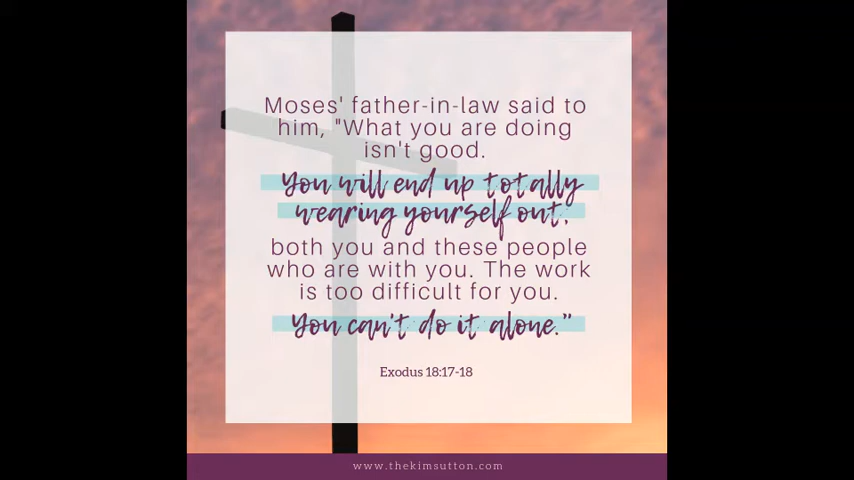 Moses' father-in-law said to
him, "What you are doing
isn't good.
You will end up totally
wearing yourself out,
both you and these people
who are with you. The work
is too difficult for you.
You can't do it alone."
Exodus 18:17-18
www.thekimsutton.com